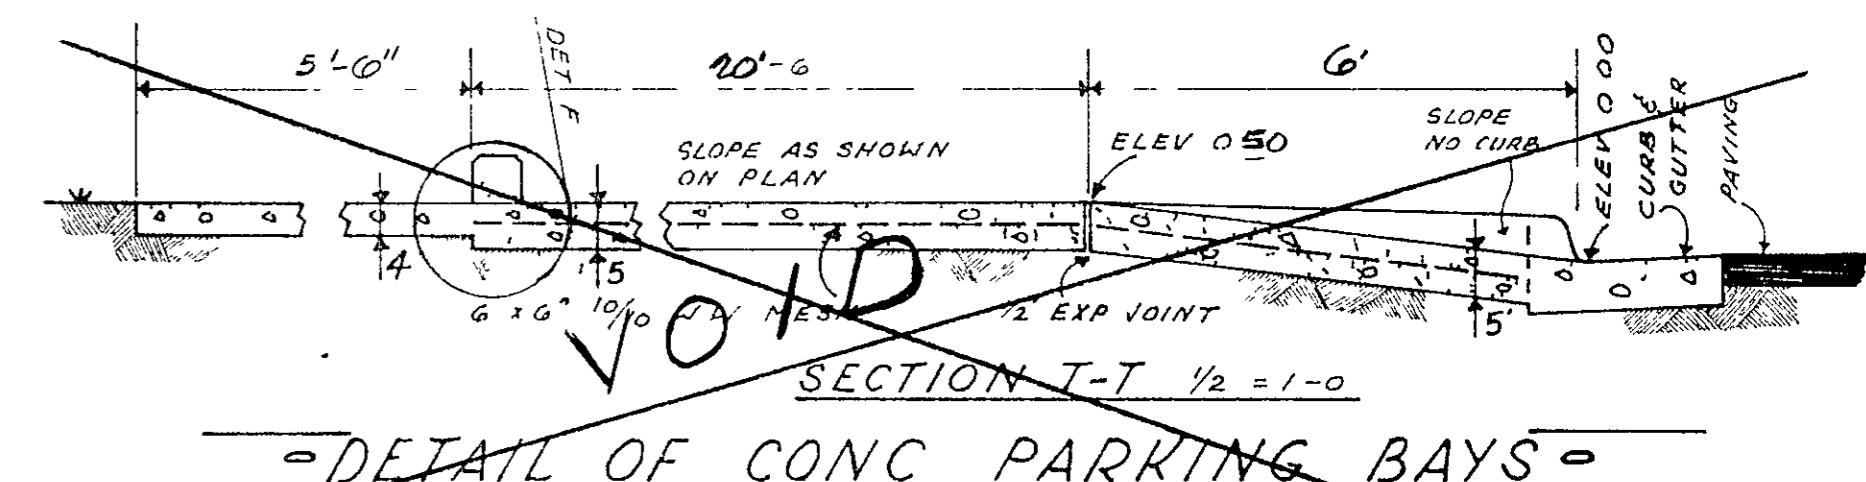 5'-6"
20'-6
6'
DET F
SLOPE AS SHOWN
ON PLAN
ELEV 0 50
SLOPE
NO CURB
ELEV 0 00
CURB &
GUTTER
PAVING
4
5
5'
6 x 6" 10/10 WW MESH
1/2 EXP JOINT
VOID
SECTION T-T 1/2 = 1-0
DETAIL OF CONC PARKING BAYS